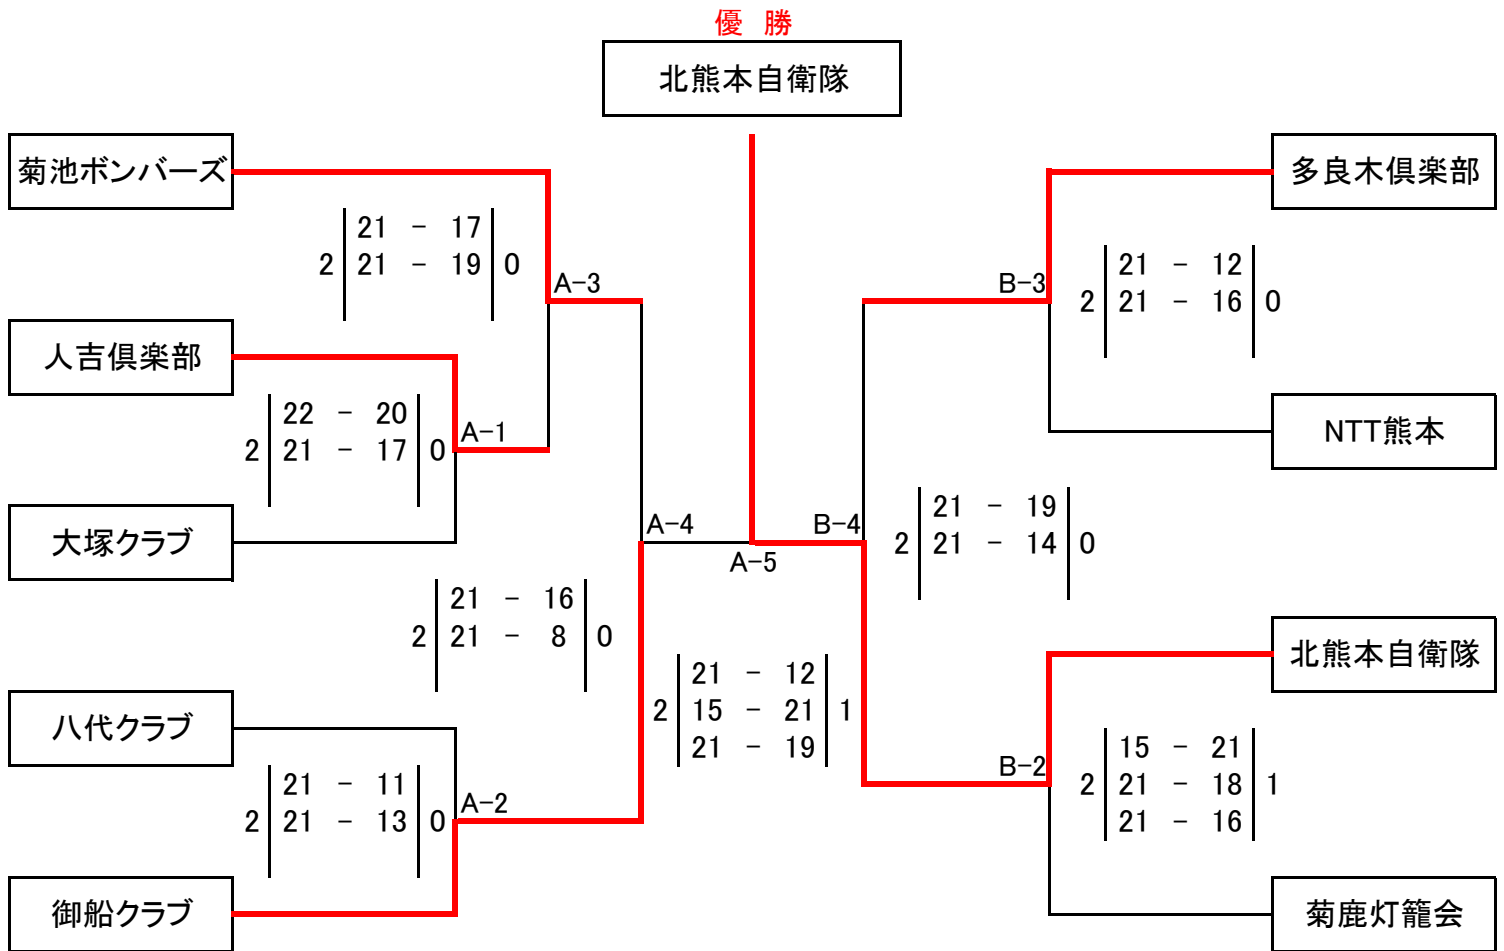 優 勝
北熊本自衛隊
菊池ボンバーズ
多良木倶楽部
21 - 17
2 21 - 19 0
A-3
B-3
21 - 12
2 21 - 16 0
人吉倶楽部
22 - 20
2 21 - 17 0
A-1
NTT熊本
大塚クラブ
A-4
A-5
B-4
21 - 19
2 21 - 14 0
21 - 16
2 21 - 8 0
北熊本自衛隊
21 - 12
2 15 - 21 1
21 - 19
八代クラブ
21 - 11
2 21 - 13 0
A-2
B-2
15 - 21
2 21 - 18 1
21 - 16
御船クラブ
菊鹿灯籠会